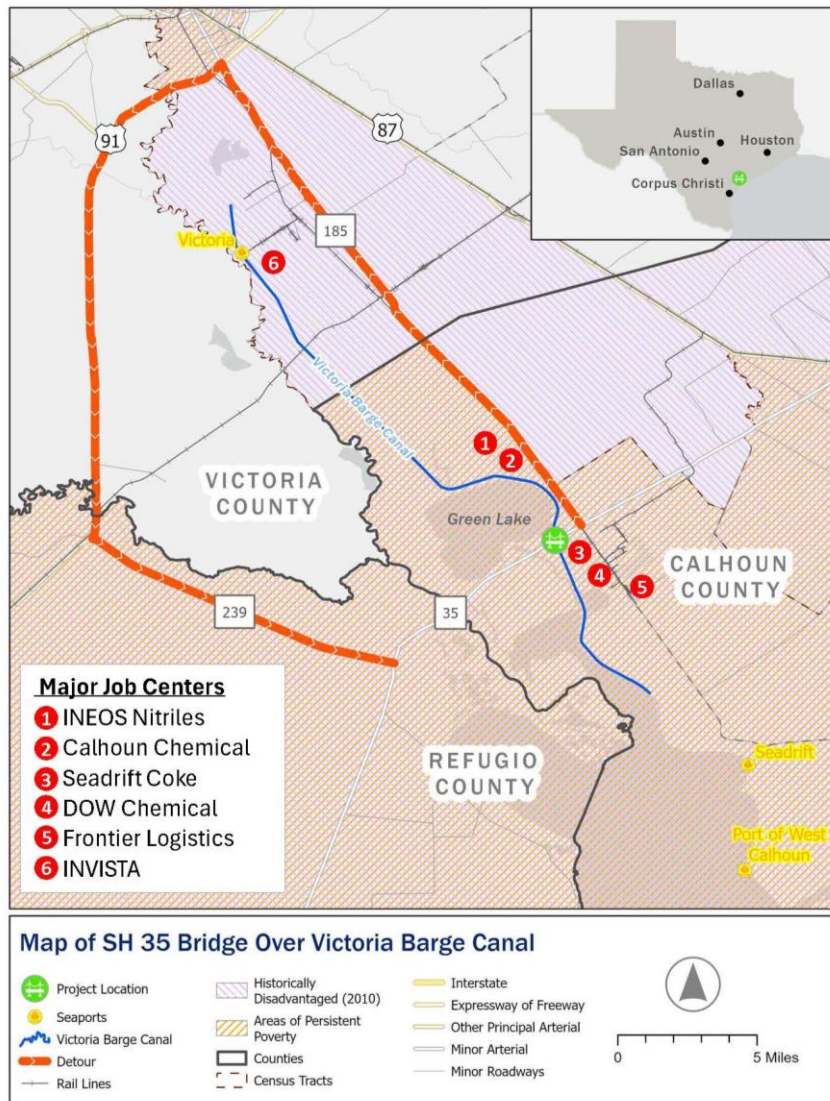 Dallas
Austin
Houston
San Antonio
Corpus Christi
91
87
185
Victoria
6
Victoria Barge Canal
1
2
VICTORIA
COUNTY
Green Lake
3
4
5
CALHOUN
COUNTY
239
35
REFUGIO
COUNTY
Seadrift
Port of West
Calhoun
Major Job Centers
1 INEOS Nitriles
2 Calhoun Chemical
3 Seadrift Coke
4 DOW Chemical
5 Frontier Logistics
6 INVISTA
Map of SH 35 Bridge Over Victoria Barge Canal
Project Location
Seaports
Victoria Barge Canal
Detour
Rail Lines
Historically
Disadvantaged (2010)
Areas of Persistent
Poverty
Counties
Census Tracts
Interstate
Expressway of Freeway
Other Principal Arterial
Minor Arterial
Minor Roadways
0 5 Miles